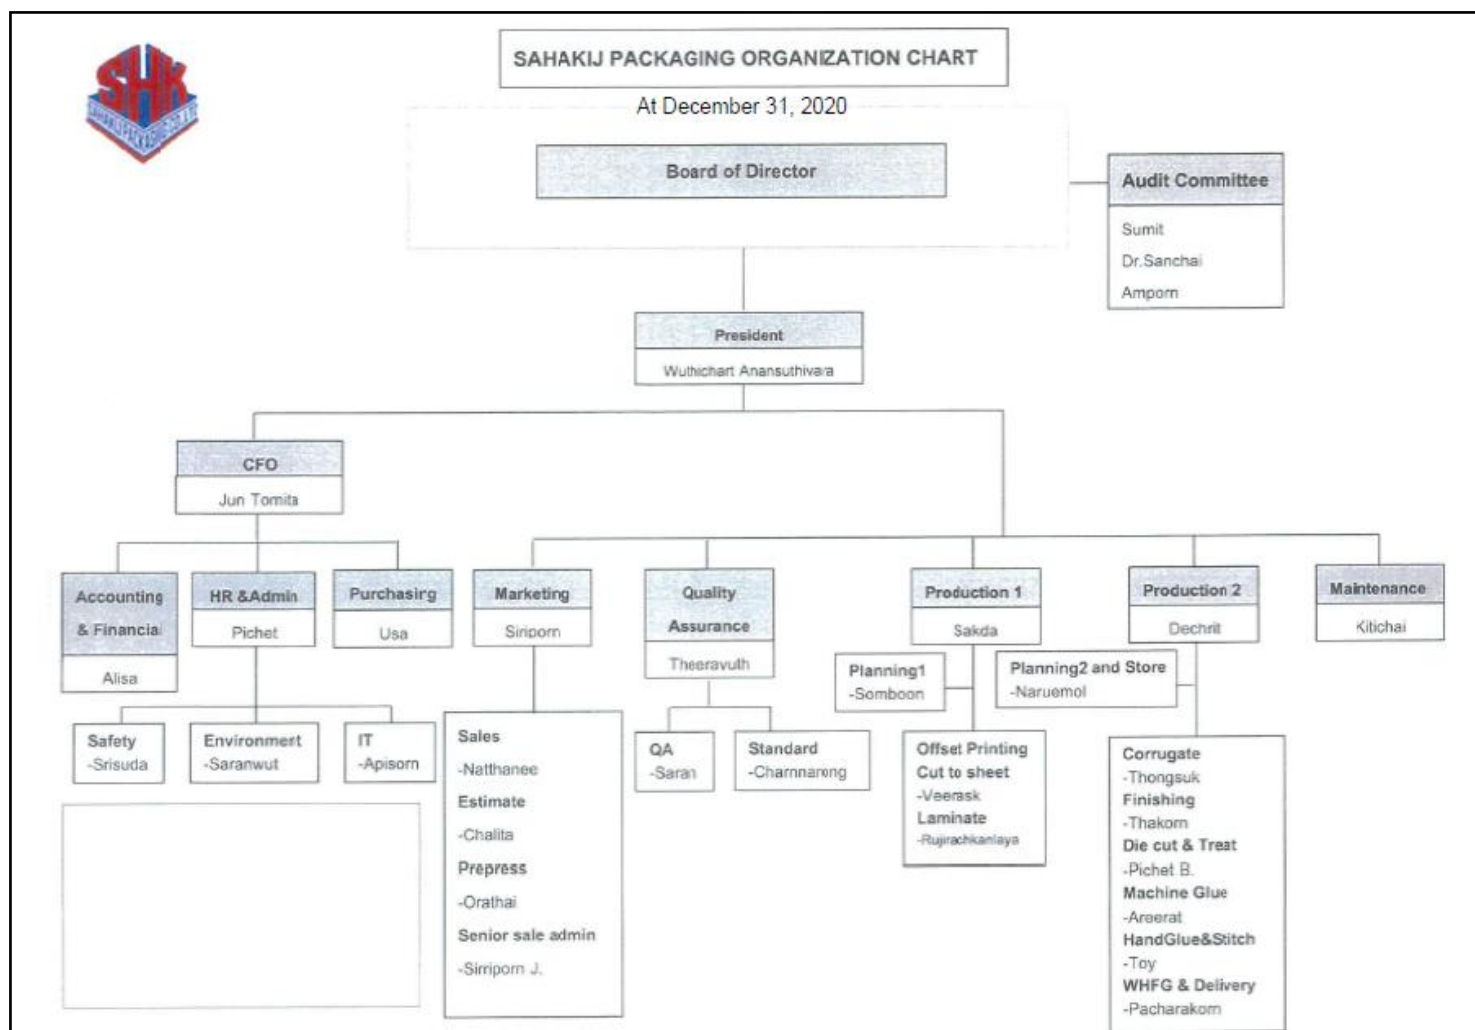 SHK
SAHAKIJ PACKAGING CO.,LTD
SAHAKIJ PACKAGING ORGANIZATION CHART
At December 31, 2020
Board of Director
Audit Committee
Sumit
Dr.Sanchai
Amporn
President
Wuthichart Anansuthivara
CFO
Jun Tomita
Accounting
& Financial
Alisa
HR &Admin
Pichet
Purchasing
Usa
Marketing
Siriporn
Quality
Assurance
Theeravuth
Production 1
Sakda
Production 2
Dechrit
Maintenance
Kitichai
Planning1
-Somboon
Planning2 and Store
-Naruemol
Safety
-Srisuda
Environment
-Saranwut
IT
-Apisorn
Sales
-Natthanee
Estimate
-Chalita
Prepress
-Orathai
Senior sale admin
-Sirriporn J.
QA
-Saran
Standard
-Charnnarong
Offset Printing
Cut to sheet
-Veerask
Laminate
-Rujirachkanlaya
Corrugate
-Thongsuk
Finishing
-Thakorn
Die cut & Treat
-Pichet B.
Machine Glue
-Areerat
HandGlue&Stitch
-Toy
WHFG & Delivery
-Pacharakorn